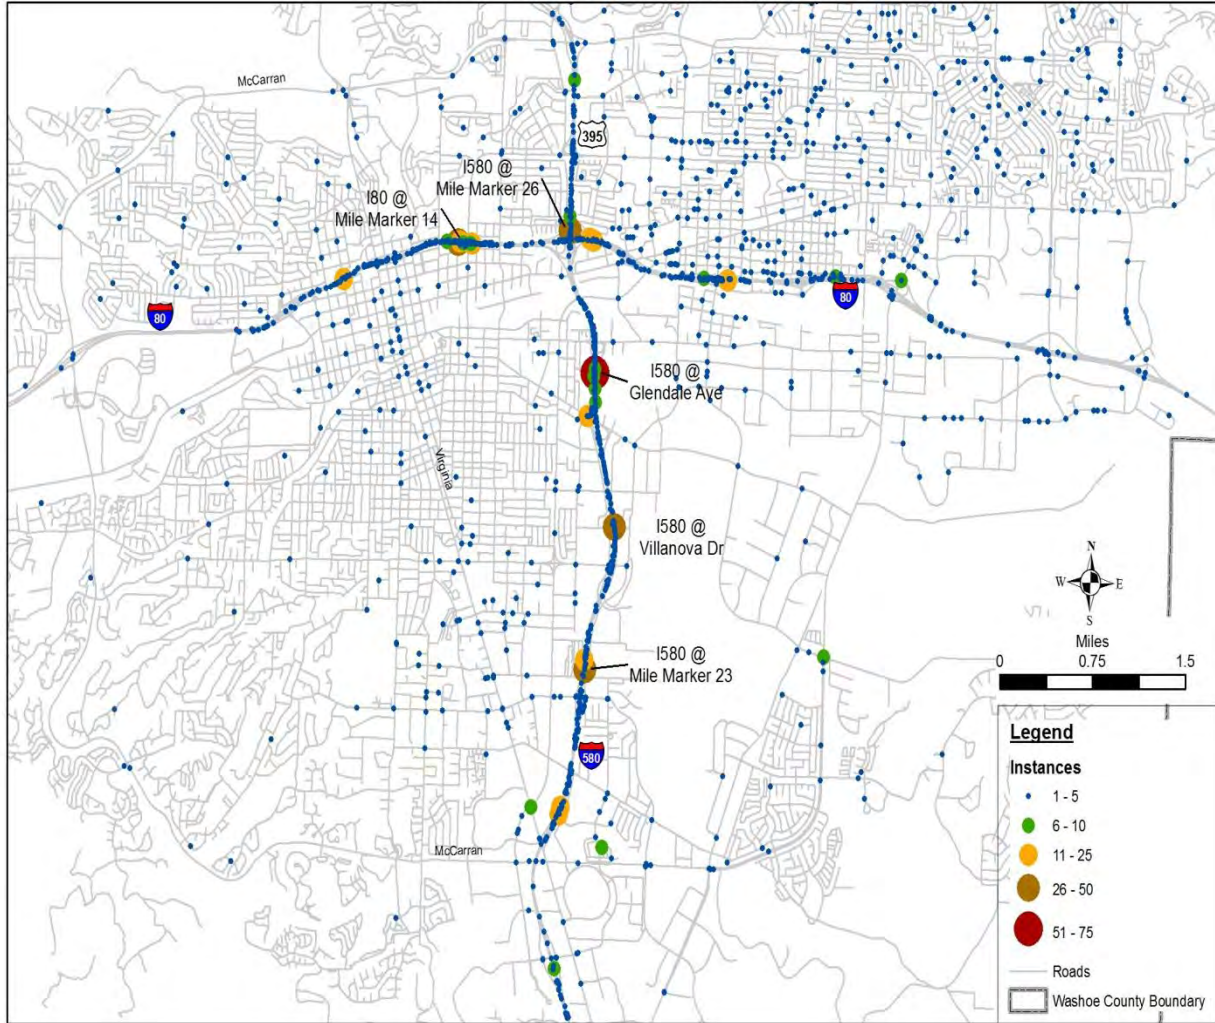 McCarran
395
I580 @
Mile Marker 26
I80 @
Mile Marker 14
80
80
I580 @
Glendale Ave
Virginia
I580 @
Villanova Dr
N
W
E
S
Miles
0 0.75 1.5
I580 @
Mile Marker 23
580
McCarran
Legend
Instances
1 - 5
6 - 10
11 - 25
26 - 50
51 - 75
Roads
Washoe County Boundary